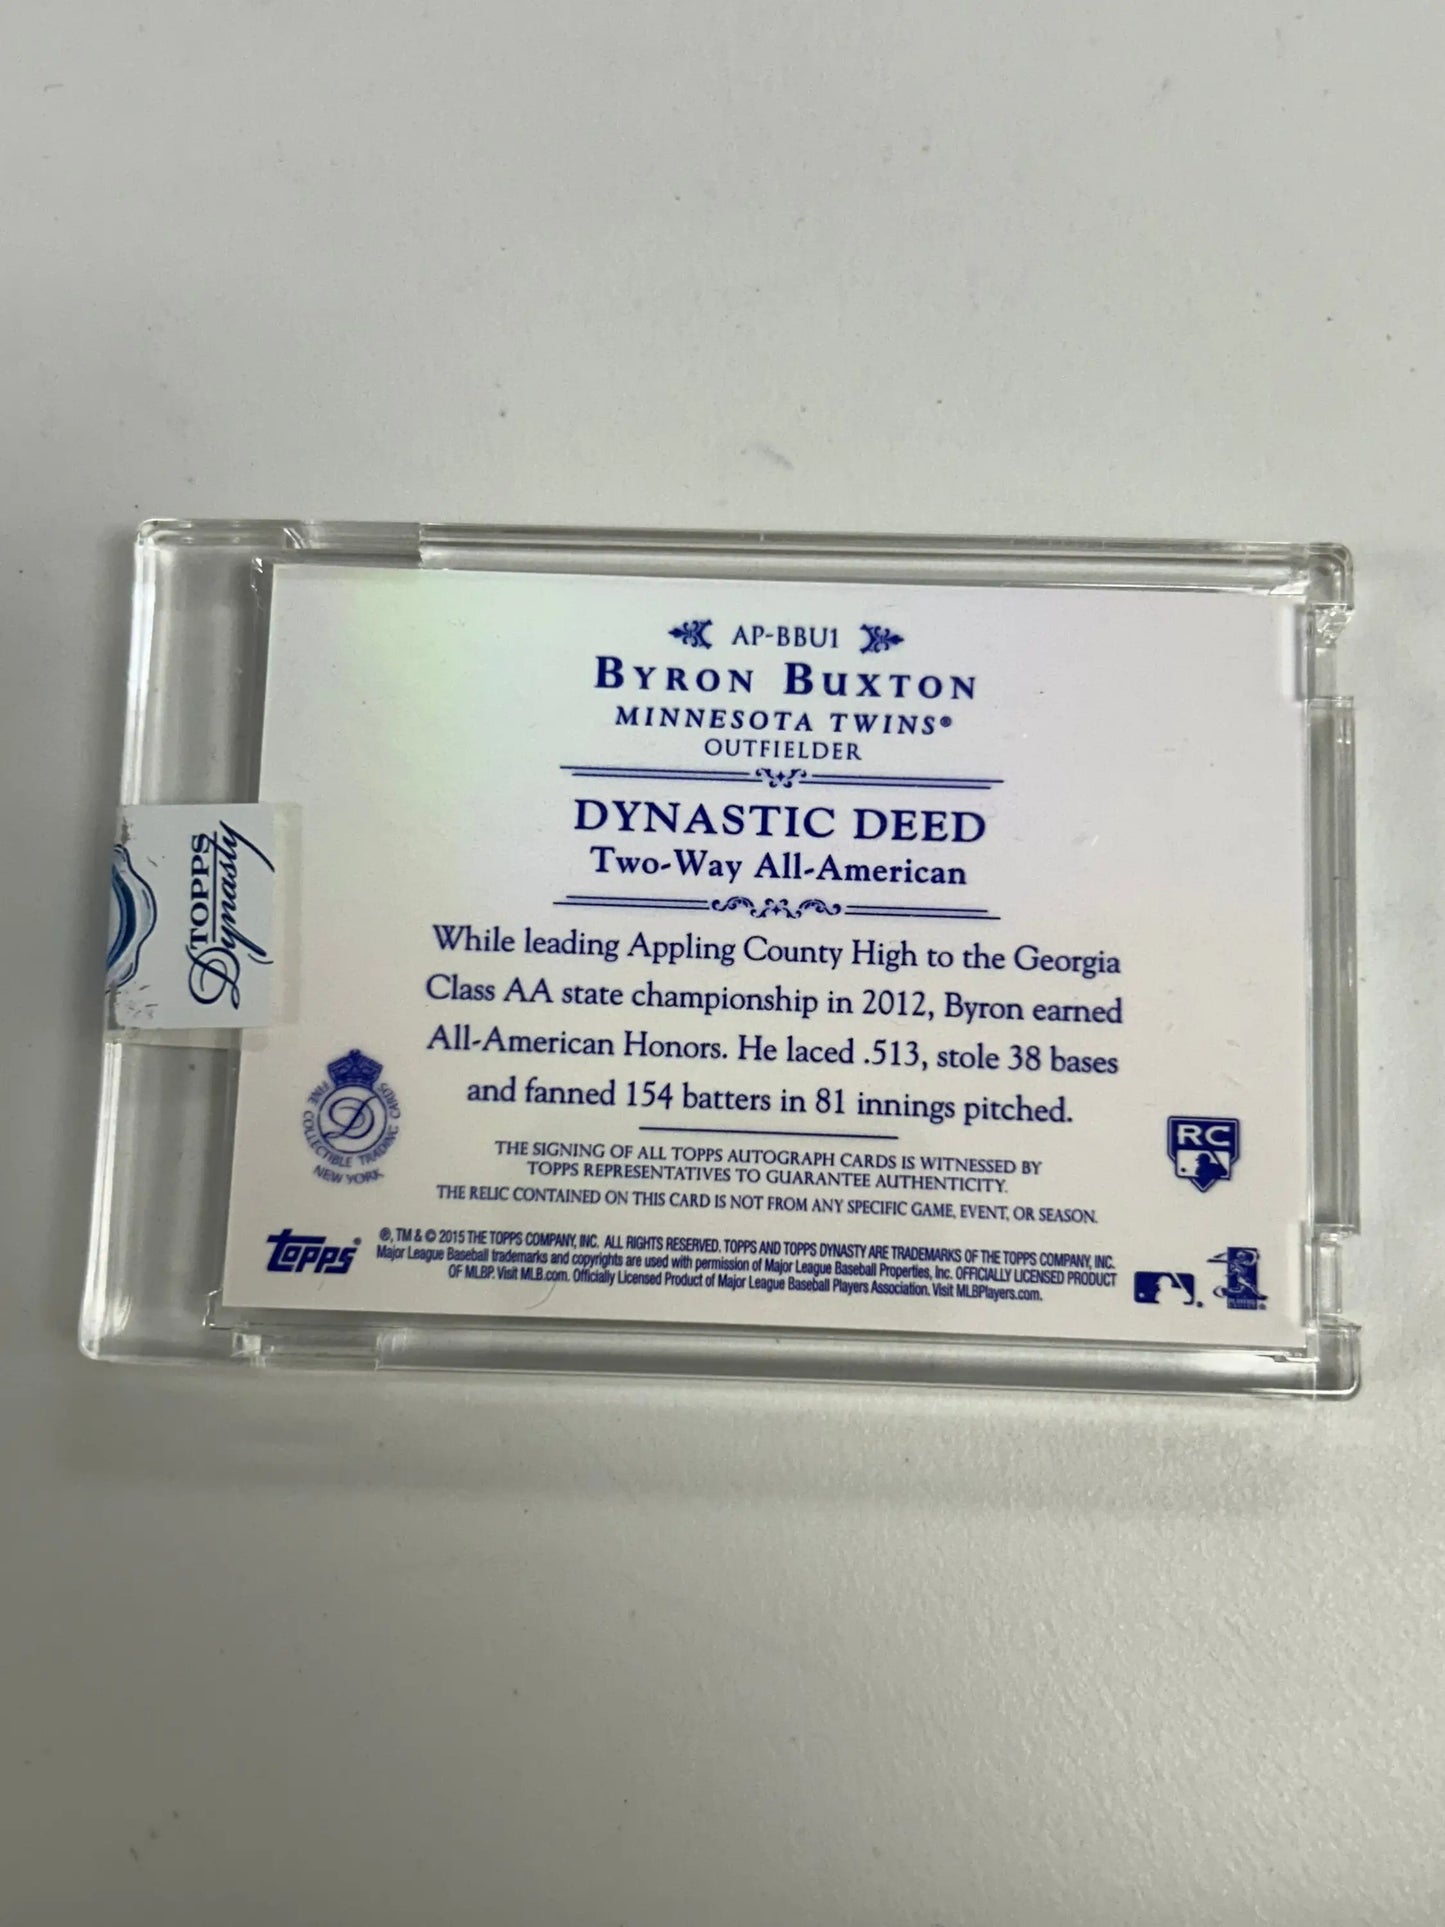 AP-BBU1
BYRON BUXTON
MINNESOTA TWINS®
OUTFIELDER
DYNASTIC DEED
Two-Way All-American
While leading Appling County High to the Georgia
Class AA state championship in 2012, Byron earned
All-American Honors. He laced .513, stole 38 bases
and fanned 154 batters in 81 innings pitched.
THE SIGNING OF ALL TOPPS AUTOGRAPH CARDS IS WITNESSED BY
TOPPS REPRESENTATIVES TO GUARANTEE AUTHENTICITY.
THE RELIC CONTAINED ON THIS CARD IS NOT FROM ANY SPECIFIC GAME, EVENT, OR SEASON.
®, TM & © 2015 THE TOPPS COMPANY, INC. ALL RIGHTS RESERVED. TOPPS AND TOPPS DYNASTY ARE TRADEMARKS OF THE TOPPS COMPANY, INC.
Major League Baseball trademarks and copyrights are used with permission of Major League Baseball Properties, Inc. OFFICIALLY LICENSED PRODUCT
OF MLBP. Visit MLB.com. Officially Licensed Product of Major League Baseball Players Association. Visit MLBPlayers.com.
topps®
RC
D
FINE COLLECTIBLE TRADING CARDS
NEW YORK
TOPPS
Dynasty